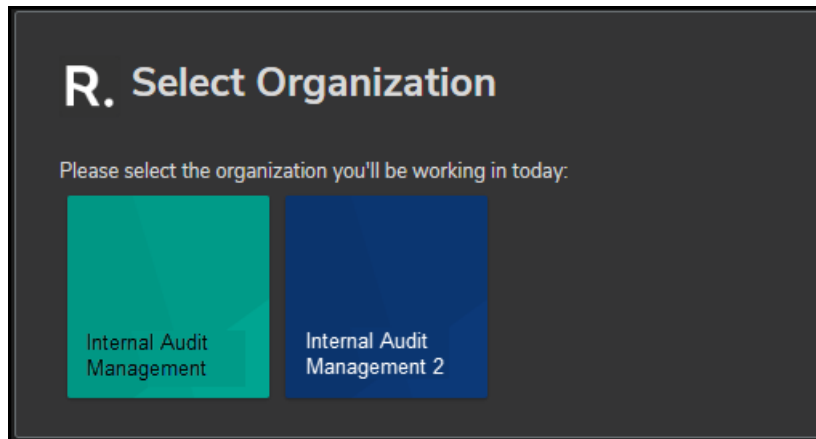 R. Select Organization
Please select the organization you'll be working in today:
Internal Audit
Management
Internal Audit
Management 2